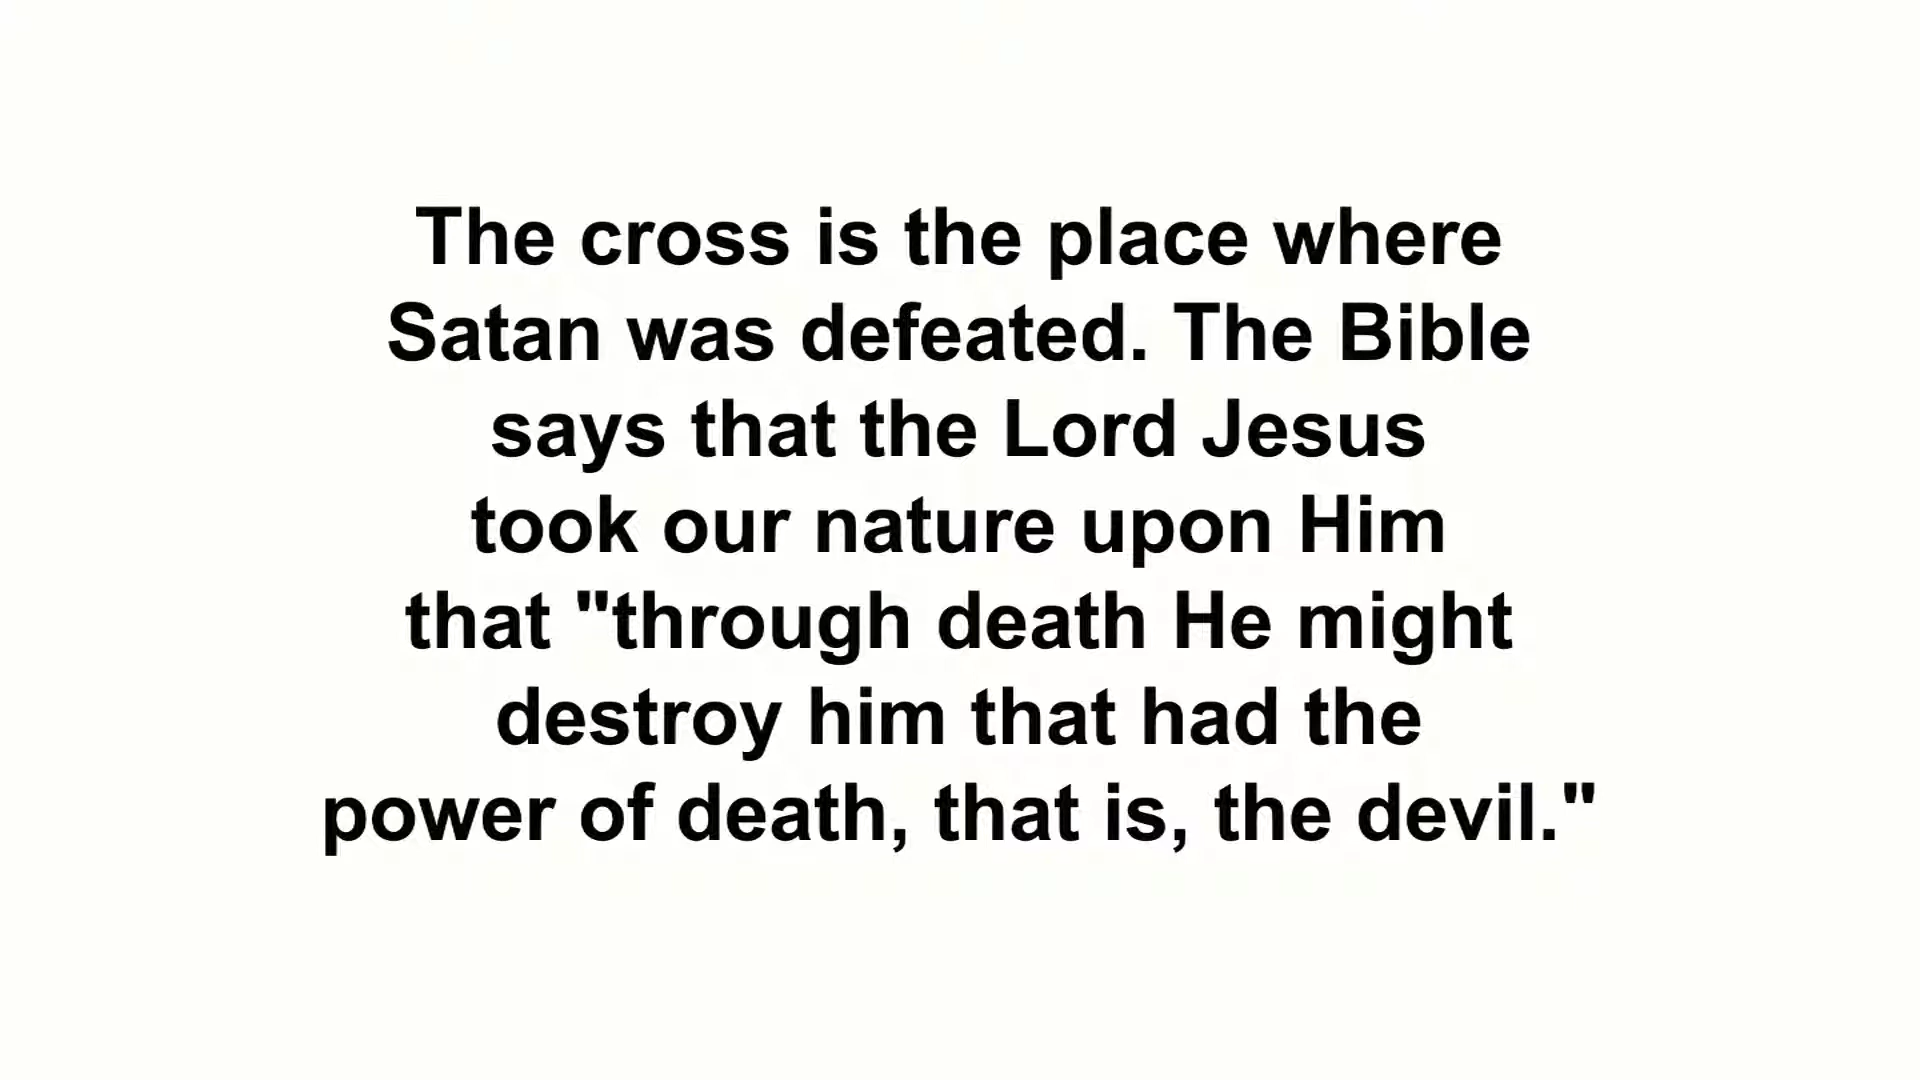 The cross is the place where
Satan was defeated. The Bible
says that the Lord Jesus
took our nature upon Him
that "through death He might
destroy him that had the
power of death, that is, the devil."